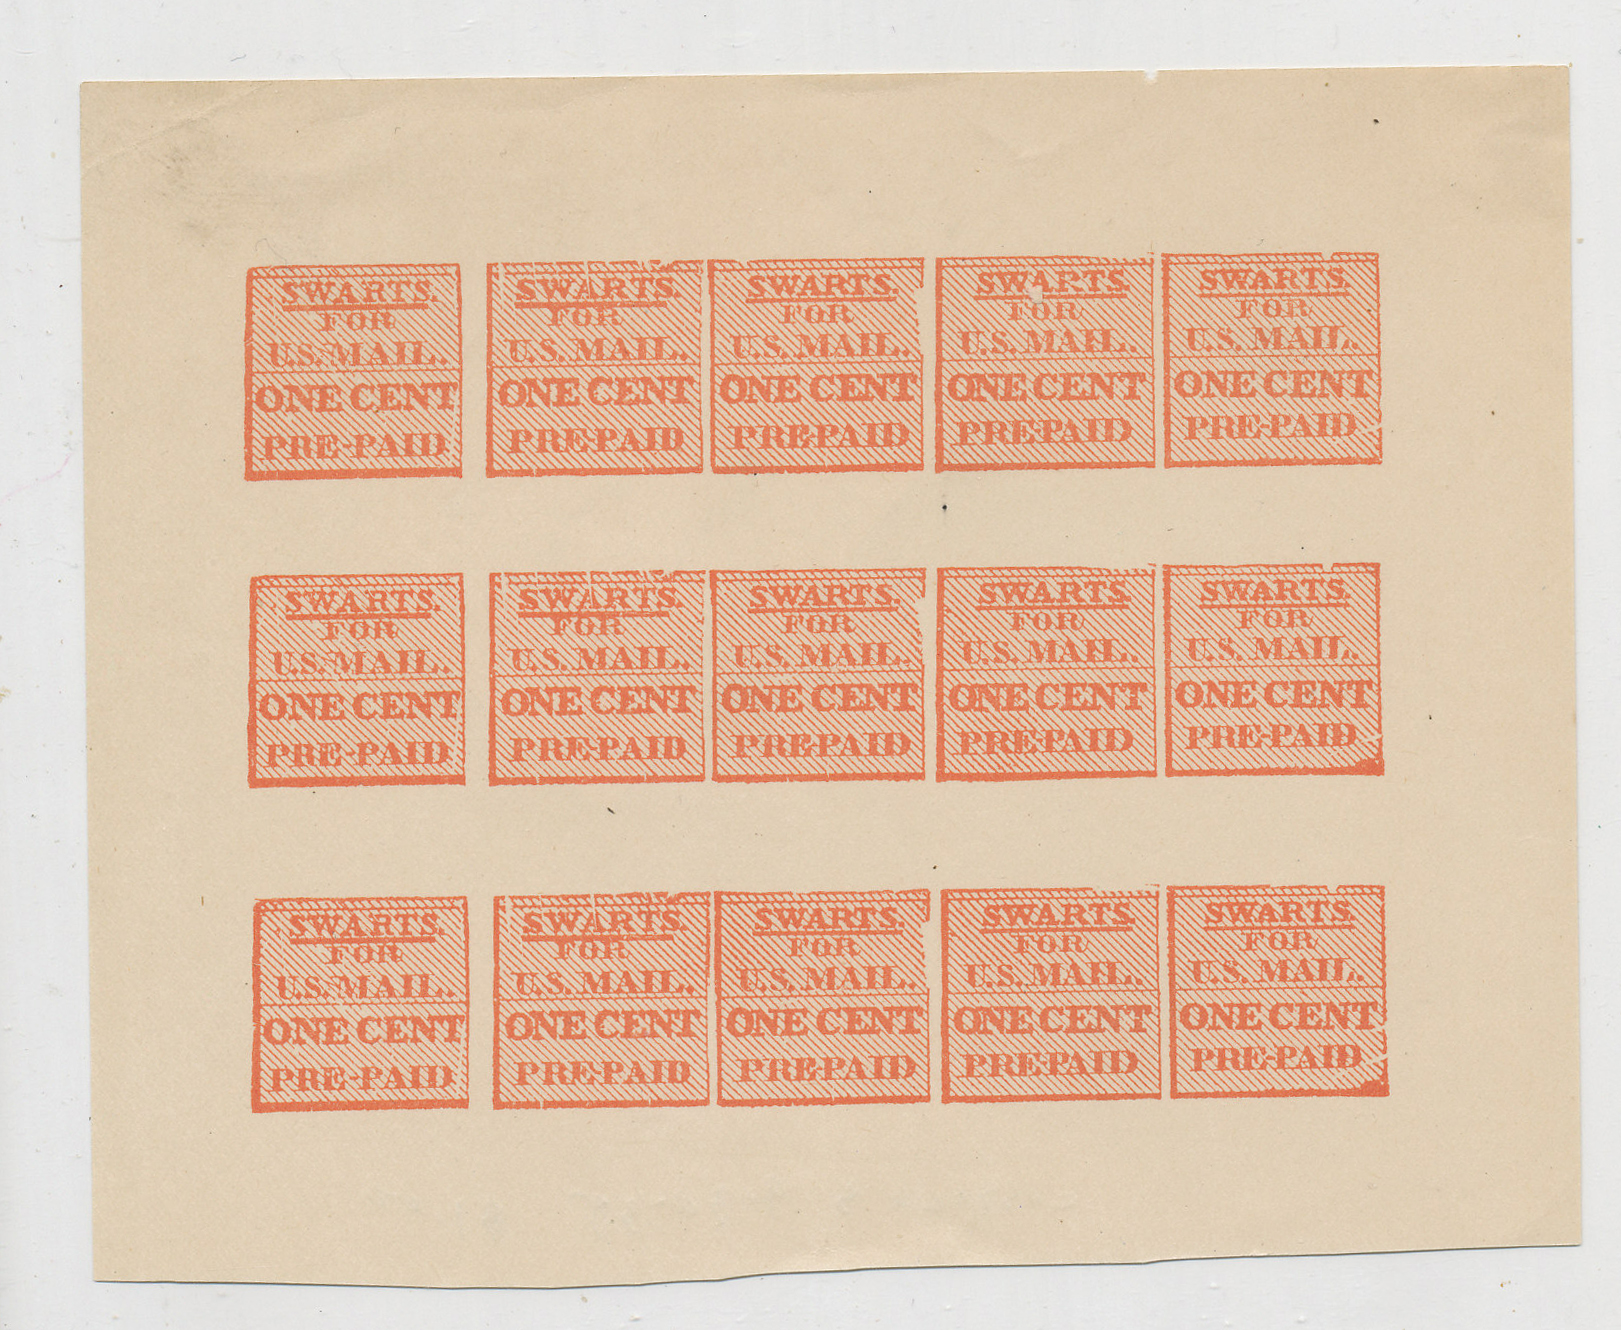 SWARTS. SWARTS. SWARTS. SWARTS. SWARTS.
FOR FOR FOR FOR FOR
U.S. MAIL. U.S. MAIL. U.S. MAIL. U.S. MAIL. U.S. MAIL.
ONE CENT ONE CENT ONE CENT ONE CENT ONE CENT
PRE-PAID PRE-PAID PRE-PAID PRE-PAID PRE-PAID
SWARTS. SWARTS. SWARTS. SWARTS. SWARTS.
FOR FOR FOR FOR FOR
U.S. MAIL. U.S. MAIL. U.S. MAIL. U.S. MAIL. U.S. MAIL.
ONE CENT ONE CENT ONE CENT ONE CENT ONE CENT
PRE-PAID PRE-PAID PRE-PAID PRE-PAID PRE-PAID
SWARTS. SWARTS. SWARTS. SWARTS. SWARTS.
FOR FOR FOR FOR FOR
U.S. MAIL. U.S. MAIL. U.S. MAIL. U.S. MAIL. U.S. MAIL.
ONE CENT ONE CENT ONE CENT ONE CENT ONE CENT
PRE-PAID PRE-PAID PRE-PAID PRE-PAID PRE-PAID